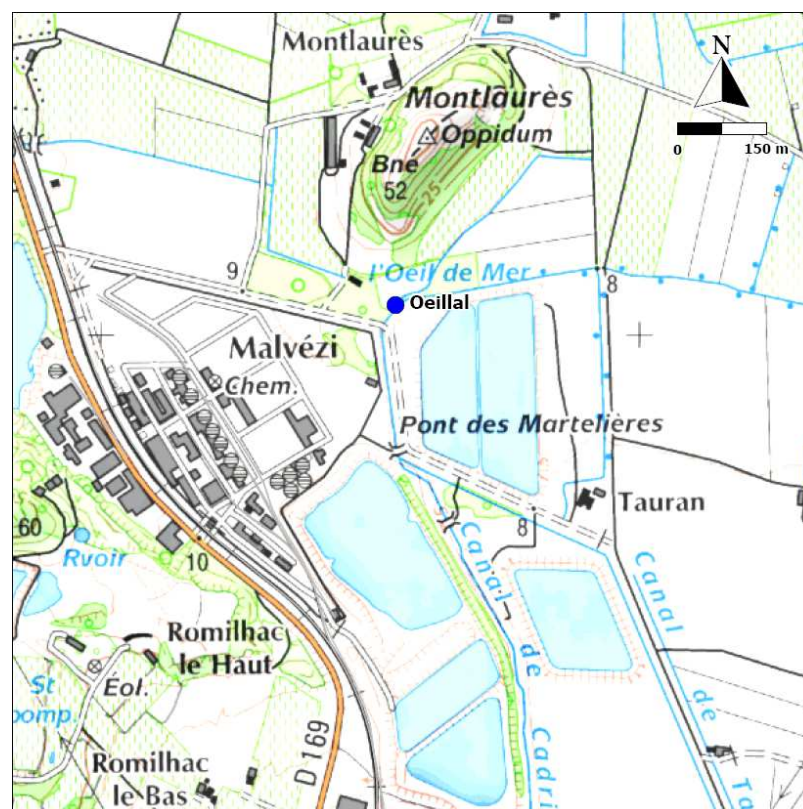 Montlaurès
N
Montlaurès
Oppidum
Bne
0 150 m
52
25
9
l'Oeil de Mer
8
Oeillal
Malvézi
Chem.
Pont des Martelières
60
Tauran
8
Rvoir
10
Canal de Cadri
Canal de Ta
Romilhac
le Haut
St
pomp.
Éol.
D 169
Romilhac
le Bas